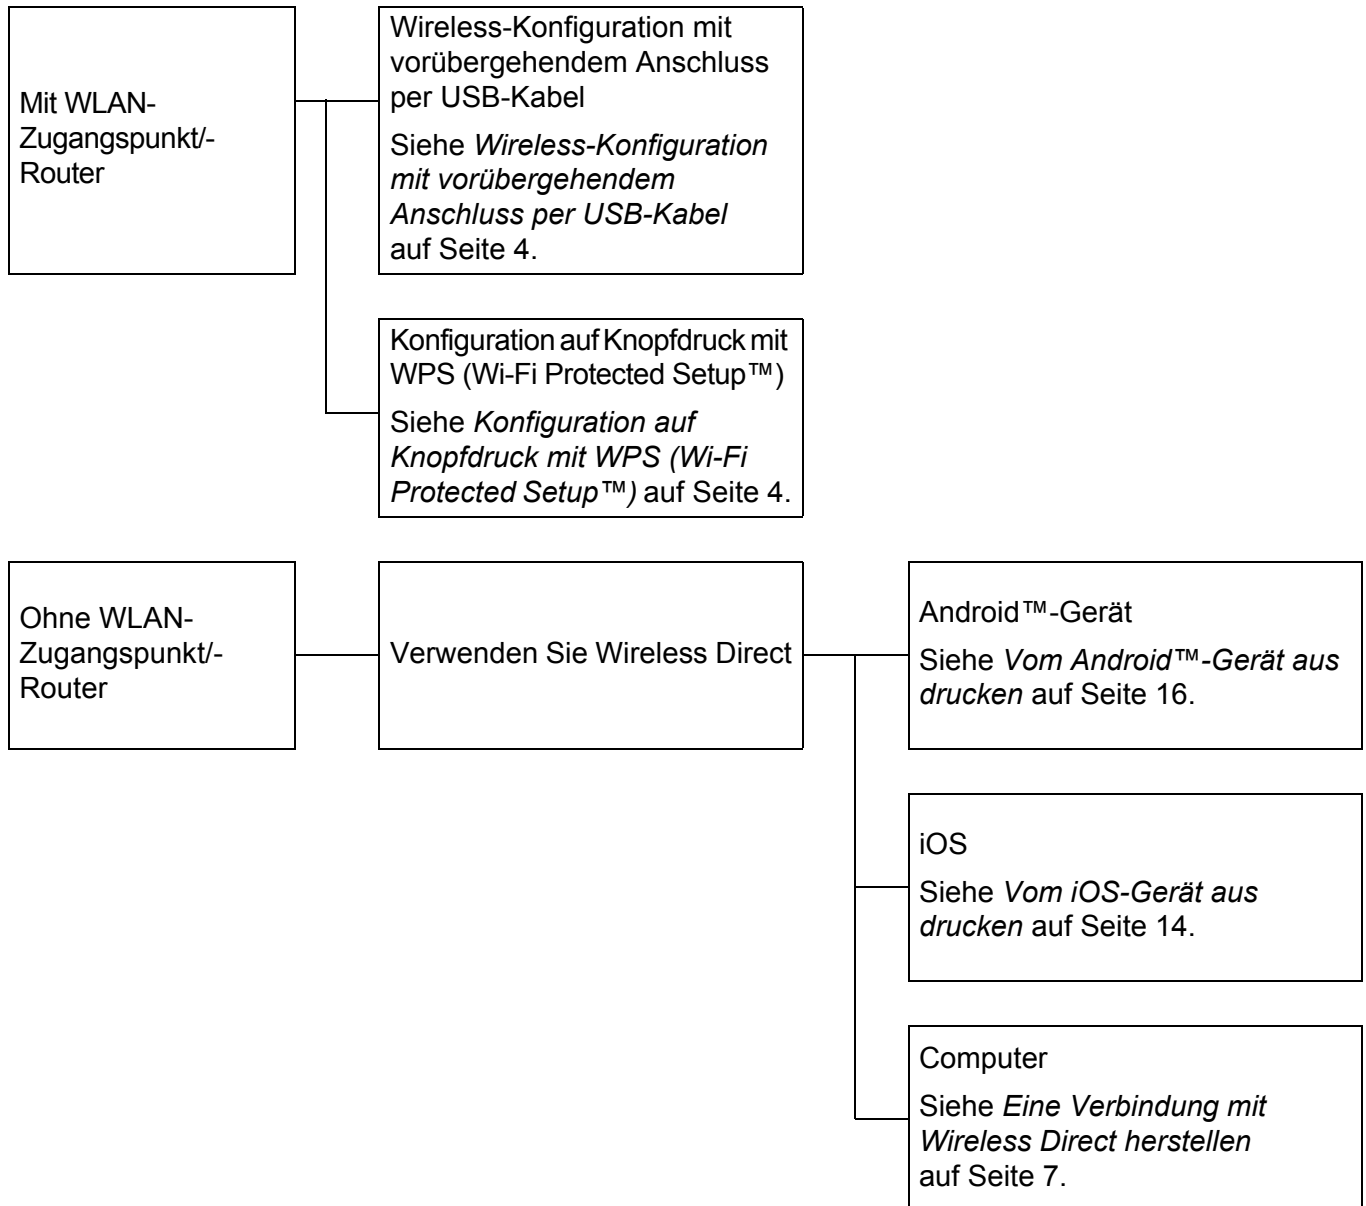 Mit WLAN-
Zugangspunkt/-
Router
Wireless-Konfiguration mit
vorübergehendem Anschluss
per USB-Kabel
Siehe Wireless-Konfiguration
mit vorübergehendem
Anschluss per USB-Kabel
auf Seite 4.
Konfiguration auf Knopfdruck mit
WPS (Wi-Fi Protected Setup™)
Siehe Konfiguration auf
Knopfdruck mit WPS (Wi-Fi
Protected Setup™) auf Seite 4.
Ohne WLAN-
Zugangspunkt/-
Router
Verwenden Sie Wireless Direct
Android™-Gerät
Siehe Vom Android™-Gerät aus
drucken auf Seite 16.
iOS
Siehe Vom iOS-Gerät aus
drucken auf Seite 14.
Computer
Siehe Eine Verbindung mit
Wireless Direct herstellen
auf Seite 7.